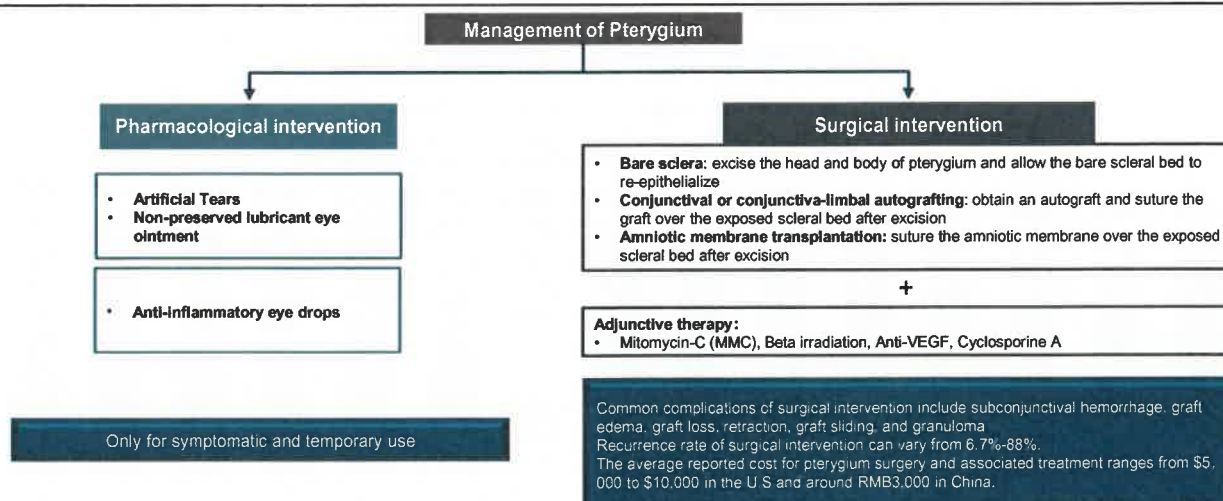 Management of Pterygium
Pharmacological intervention
• Artificial Tears
• Non-preserved lubricant eye
ointment
• Anti-inflammatory eye drops
Only for symptomatic and temporary use
Surgical intervention
• Bare sclera: excise the head and body of pterygium and allow the bare scleral bed to
re-epithelialize
• Conjunctival or conjunctiva-limbal autografting: obtain an autograft and suture the
graft over the exposed scleral bed after excision
• Amniotic membrane transplantation: suture the amniotic membrane over the exposed
scleral bed after excision
+
Adjunctive therapy:
• Mitomycin-C (MMC), Beta irradiation, Anti-VEGF, Cyclosporine A
Common complications of surgical intervention include subconjunctival hemorrhage, graft
edema, graft loss, retraction, graft sliding, and granuloma
Recurrence rate of surgical intervention can vary from 6.7%-88%.
The average reported cost for pterygium surgery and associated treatment ranges from $5,
000 to $10,000 in the U.S and around RMB3,000 in China.